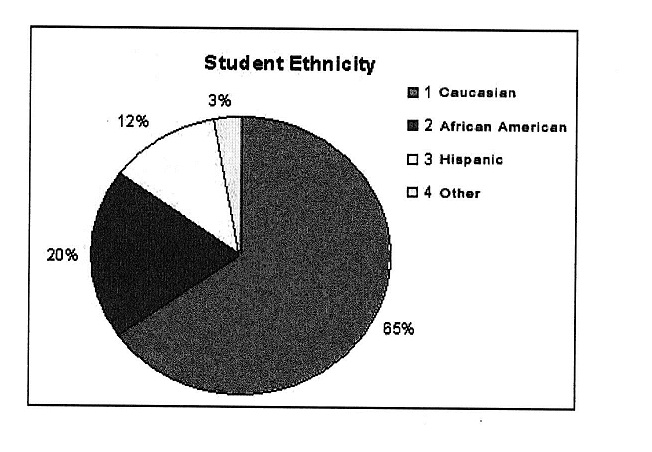 Student Ethnicity
3%
12%
20%
65%
1 Caucasian
2 African American
3 Hispanic
4 Other